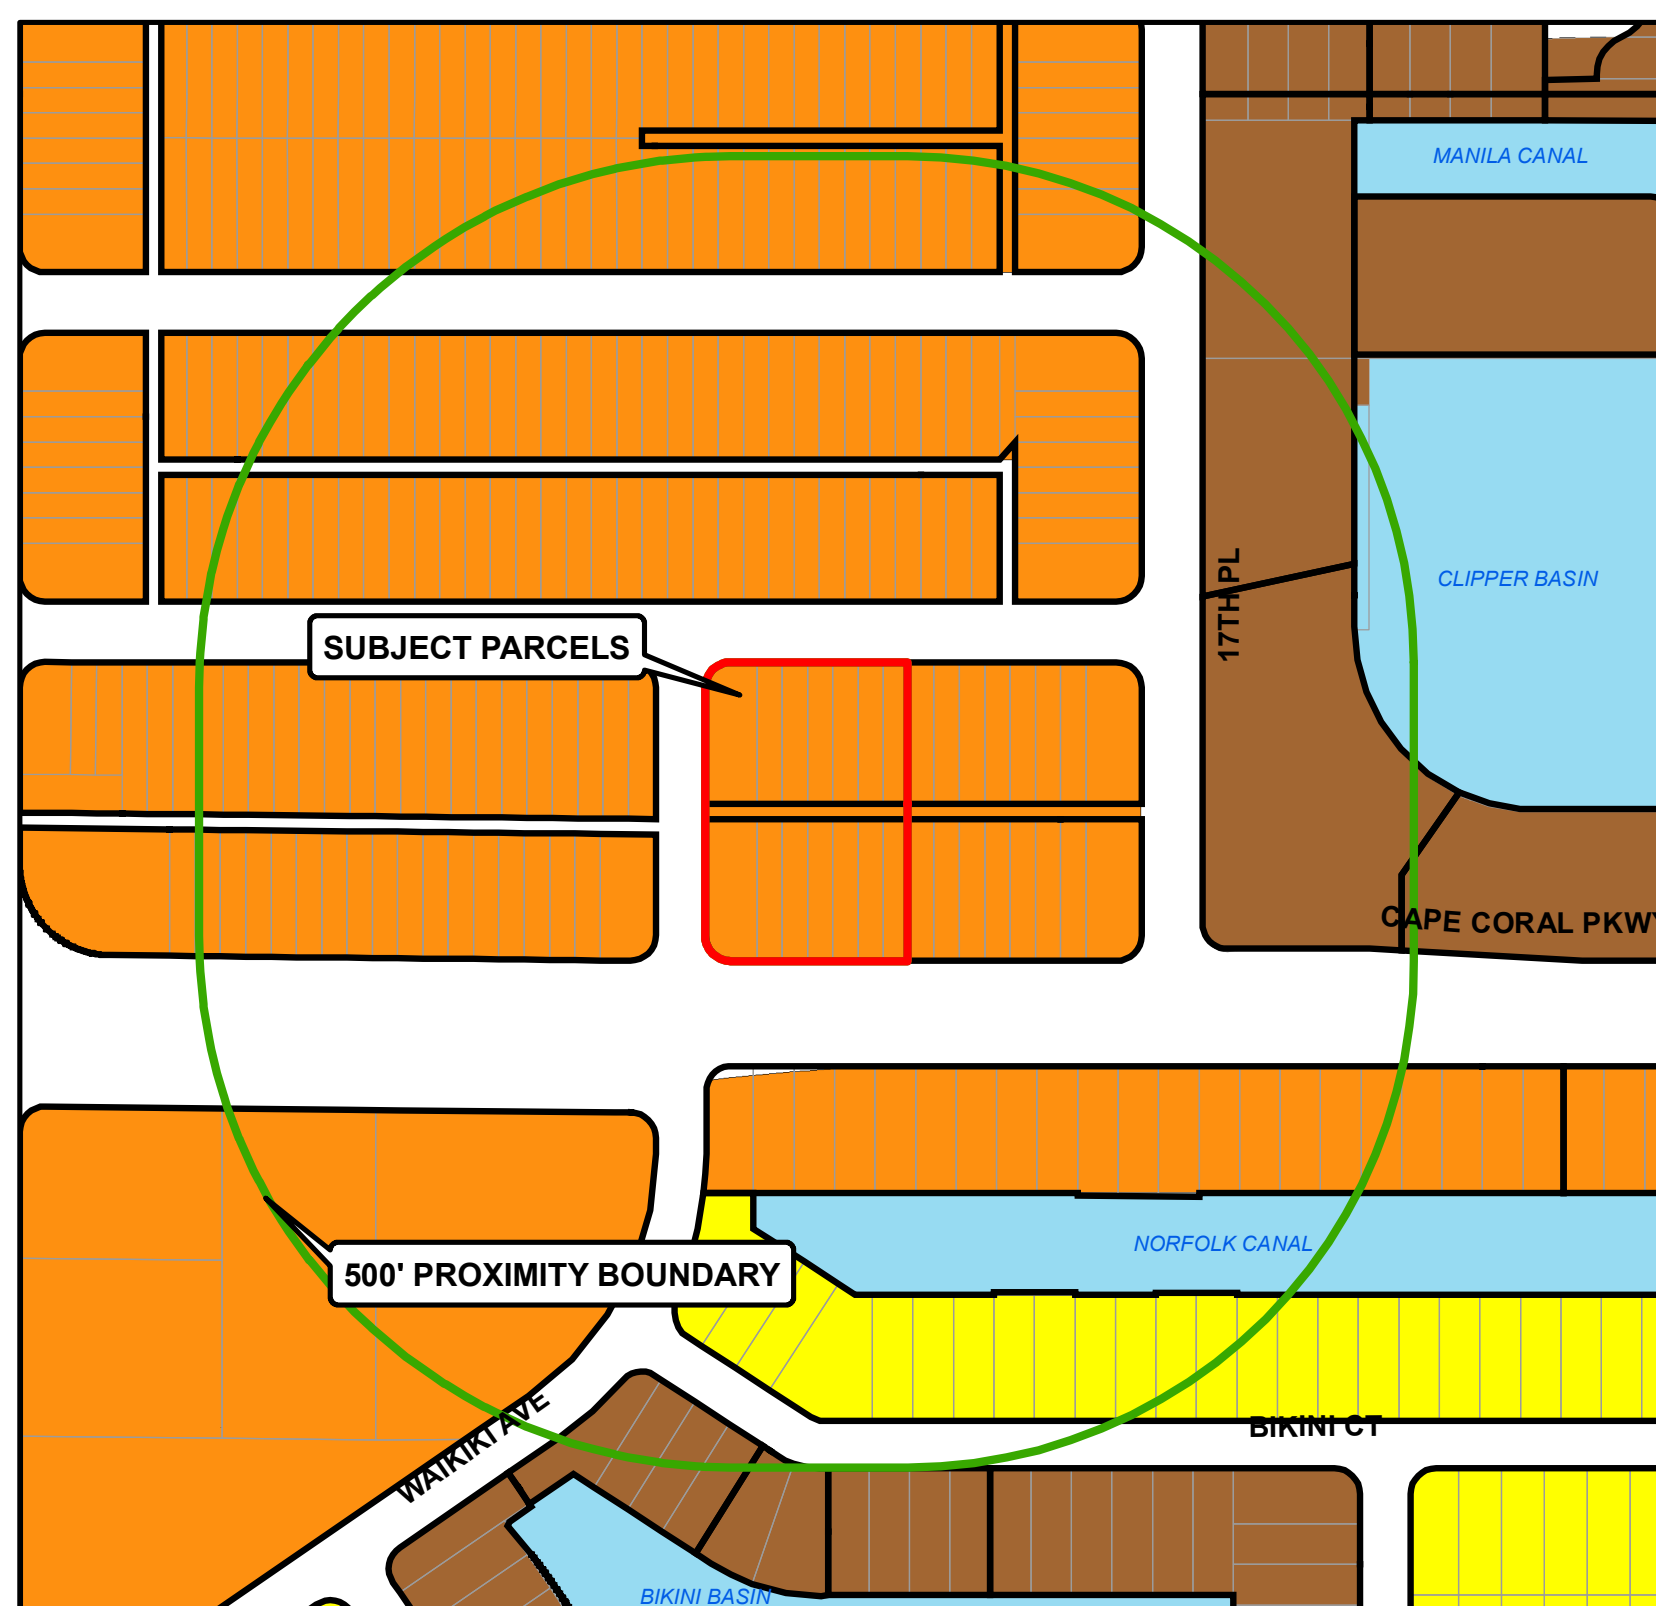 MANILA CANAL
CLIPPER BASIN
17TH PL
SUBJECT PARCELS
CAPE CORAL PKWY
NORFOLK CANAL
500' PROXIMITY BOUNDARY
WAIKIKI AVE
BIKINI CT
BIKINI BASIN